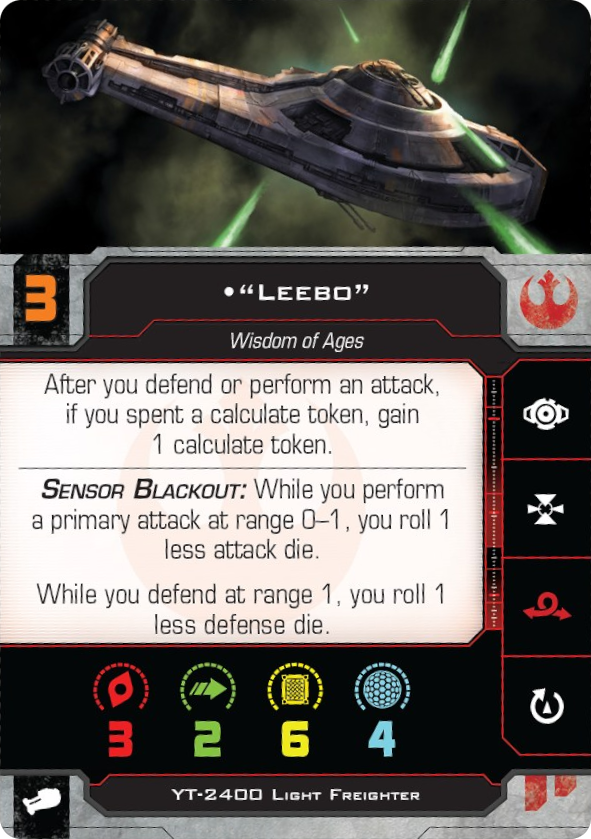 3
•“Leebo”
Wisdom of Ages
After you defend or perform an attack,
if you spent a calculate token, gain
1 calculate token.
Sensor Blackout: While you perform
a primary attack at range 0–1, you roll 1
less attack die.
While you defend at range 1, you roll 1
less defense die.
3 2 6 4
YT-2400 Light Freighter